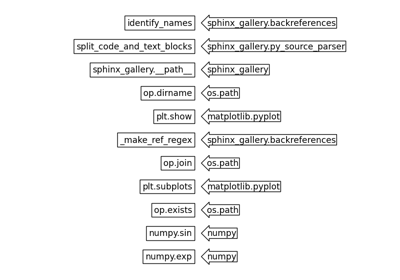 identify_names sphinx_gallery.backreferences
split_code_and_text_blocks sphinx_gallery.py_source_parser
sphinx_gallery.__path__ sphinx_gallery
op.dirname os.path
plt.show matplotlib.pyplot
_make_ref_regex sphinx_gallery.backreferences
op.join os.path
plt.subplots matplotlib.pyplot
op.exists os.path
numpy.sin numpy
numpy.exp numpy